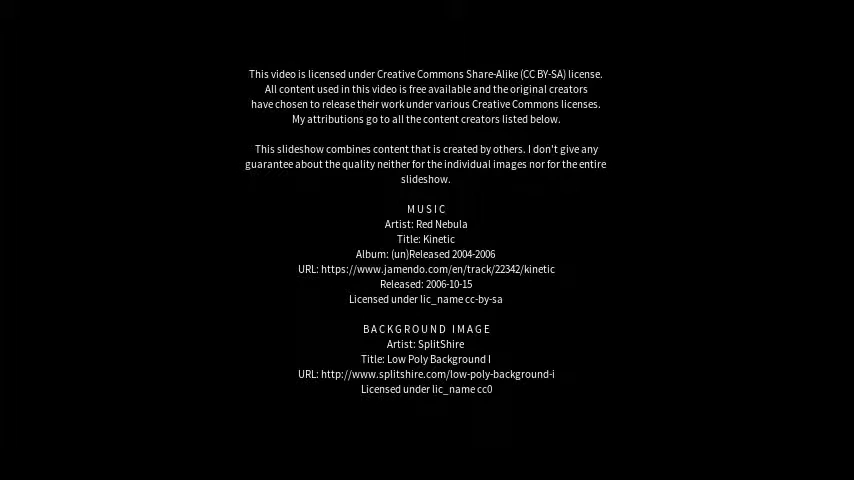 This video is licensed under Creative Commons Share-Alike (CC BY-SA) license.
All content used in this video is free available and the original creators
have chosen to release their work under various Creative Commons licenses.
My attributions go to all the content creators listed below.
This slideshow combines content that is created by others. I don't give any
guarantee about the quality neither for the individual images nor for the entire
slideshow.
MUSIC
Artist: Red Nebula
Title: Kinetic
Album: (un)Released 2004-2006
URL: https://www.jamendo.com/en/track/22342/kinetic
Released: 2006-10-15
Licensed under lic_name cc-by-sa
BACKGROUND IMAGE
Artist: SplitShire
Title: Low Poly Background I
URL: http://www.splitshire.com/low-poly-background-i
Licensed under lic_name cc0